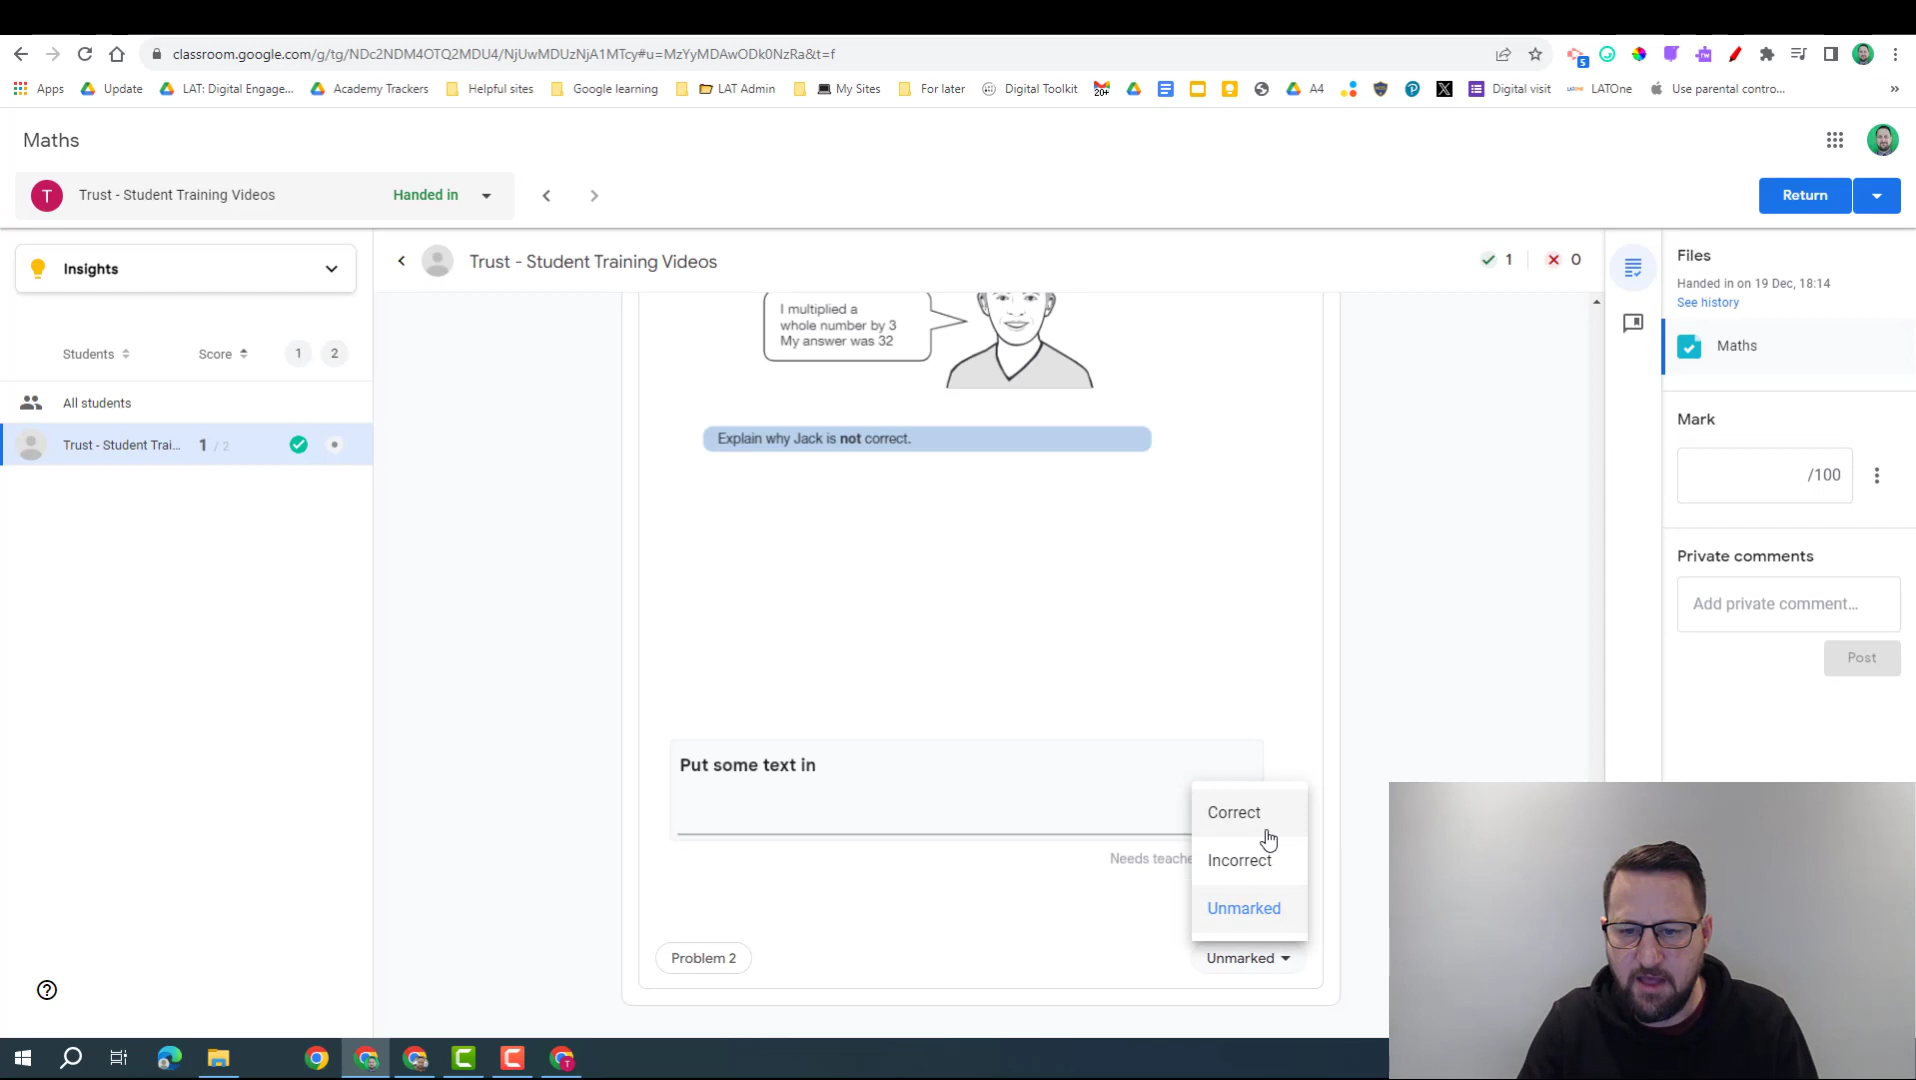 classroom.google.com/g/tg/NDc2NDM4OTQ2MDU4/NjUwMDUzNjA1MTcy#u=MzYyMDAwODk0NzRa&t=f
5
Apps
Update
LAT: Digital Engage...
Academy Trackers
Helpful sites
Google learning
LAT Admin
My Sites
For later
Digital Toolkit
20+
A4
Digital visit
LATOne
Use parental contro...
»
Maths
T
Trust - Student Training Videos
Handed in
Return
Insights
Trust - Student Training Videos
1
0
Files
Handed in on 19 Dec, 18:14
See history
Maths
Students
Score
1
2
All students
Trust - Student Trai...
1 / 2
I multiplied a
whole number by 3
My answer was 32
Explain why Jack is not correct.
Mark
/100
Private comments
Add private comment...
Post
Put some text in
Needs teache
Correct
Incorrect
Unmarked
Problem 2
Unmarked